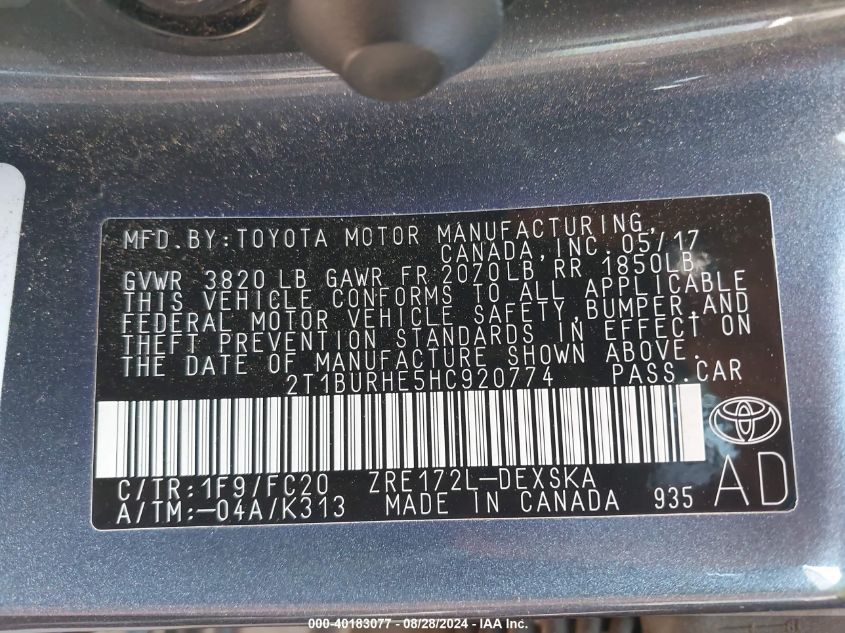 MFD.BY:TOYOTA MOTOR MANUFACTURING,
CANADA,INC. 05/17
GVWR 3820 LB GAWR FR 2070LB RR 1850LB
THIS VEHICLE CONFORMS TO ALL APPLICABLE
FEDERAL MOTOR VEHICLE SAFETY,BUMPER,AND
THEFT PREVENTION STANDARDS IN EFFECT ON
THE DATE OF MANUFACTURE SHOWN ABOVE.
2T1BURHE5HC920774 PASS.CAR
C/TR:1F9/FC20 ZRE172L-DEXSKA
A/TM:-04A/K313 MADE IN CANADA 935 AD
000-40183077 - 08/28/2024 - IAA Inc.